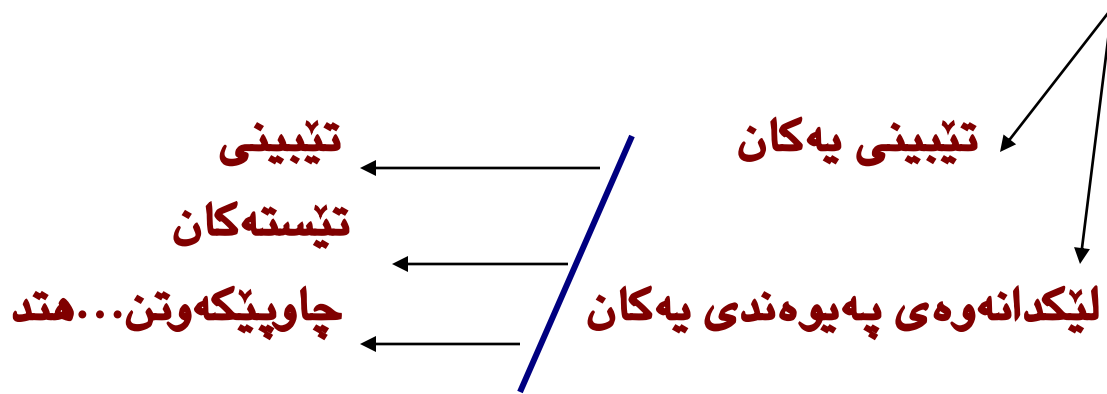 تێبینی یەکان
لێکدانەوەی پەیوەندی یەکان
تێبینی
تێستەکان
چاوپێکەوتن...هتد